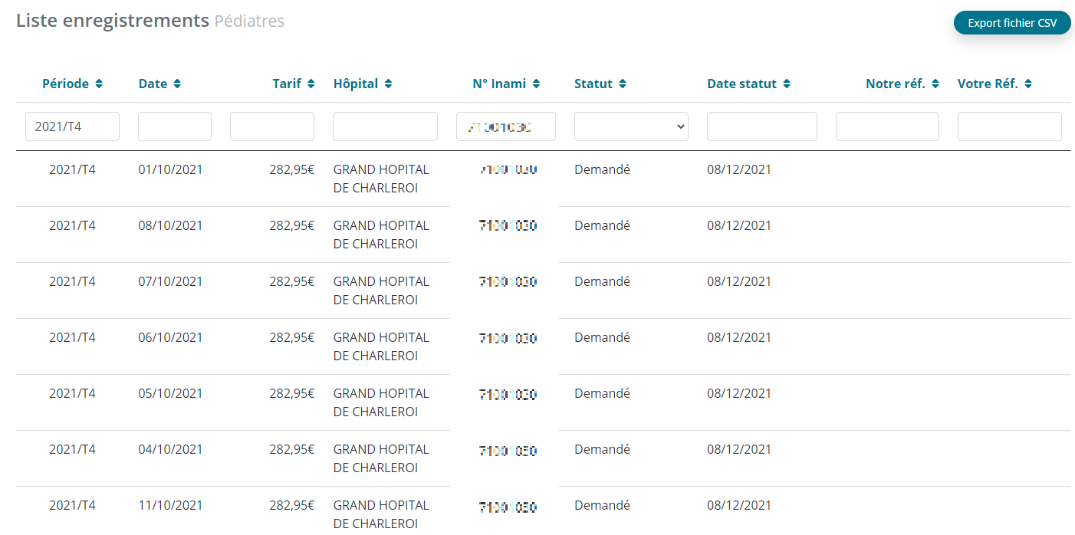 Liste enregistrements Pédiatres
Export fichier CSV
Période Date Tarif Hôpital N° Inami Statut Date statut Notre réf. Votre Réf.
2021/T4
2021/T4 01/10/2021 282,95€ GRAND HOPITAL Demandé 08/12/2021
DE CHARLEROI
2021/T4 08/10/2021 282,95€ GRAND HOPITAL Demandé 08/12/2021
DE CHARLEROI
2021/T4 07/10/2021 282,95€ GRAND HOPITAL Demandé 08/12/2021
DE CHARLEROI
2021/T4 06/10/2021 282,95€ GRAND HOPITAL Demandé 08/12/2021
DE CHARLEROI
2021/T4 05/10/2021 282,95€ GRAND HOPITAL Demandé 08/12/2021
DE CHARLEROI
2021/T4 04/10/2021 282,95€ GRAND HOPITAL Demandé 08/12/2021
DE CHARLEROI
2021/T4 11/10/2021 282,95€ GRAND HOPITAL Demandé 08/12/2021
DE CHARLEROI